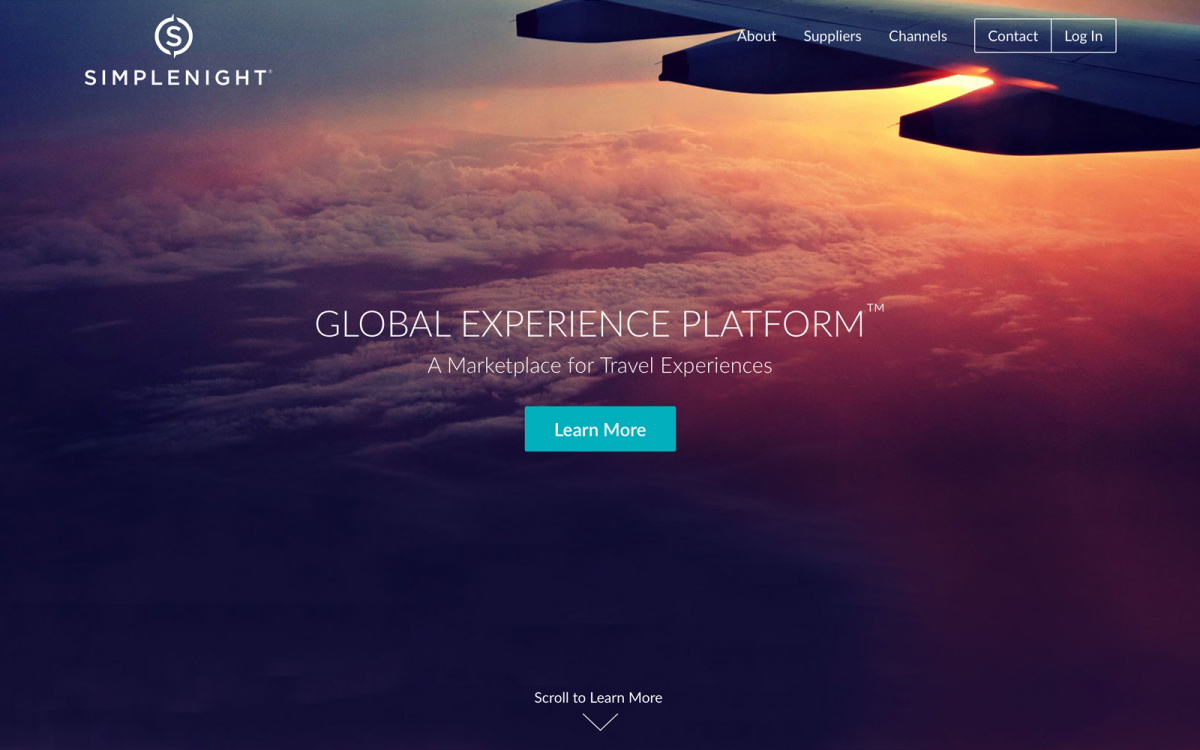 SIMPLENIGHT®
About
Suppliers
Channels
Contact
Log In
GLOBAL EXPERIENCE PLATFORM™
A Marketplace for Travel Experiences
Learn More
Scroll to Learn More